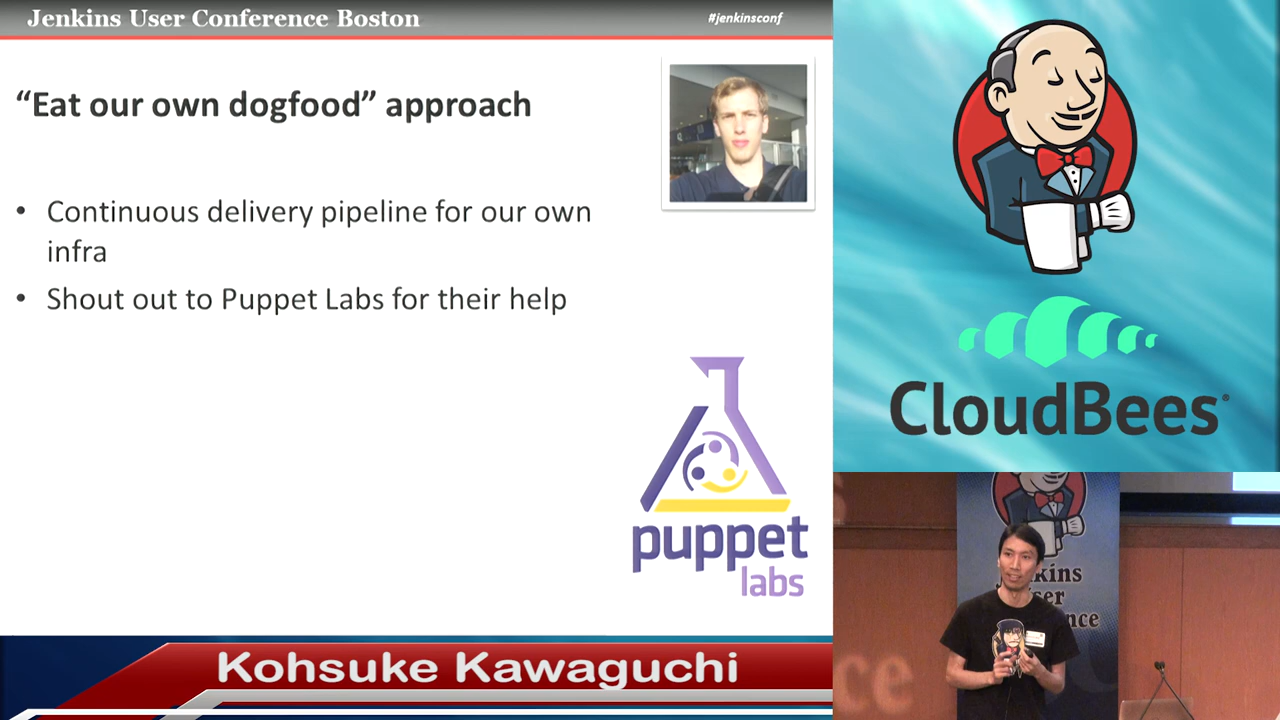 Jenkins User Conference Boston
#jenkinsconf
“Eat our own dogfood” approach
• Continuous delivery pipeline for our own
infra
• Shout out to Puppet Labs for their help
puppet
labs
Kohsuke Kawaguchi
CloudBees®